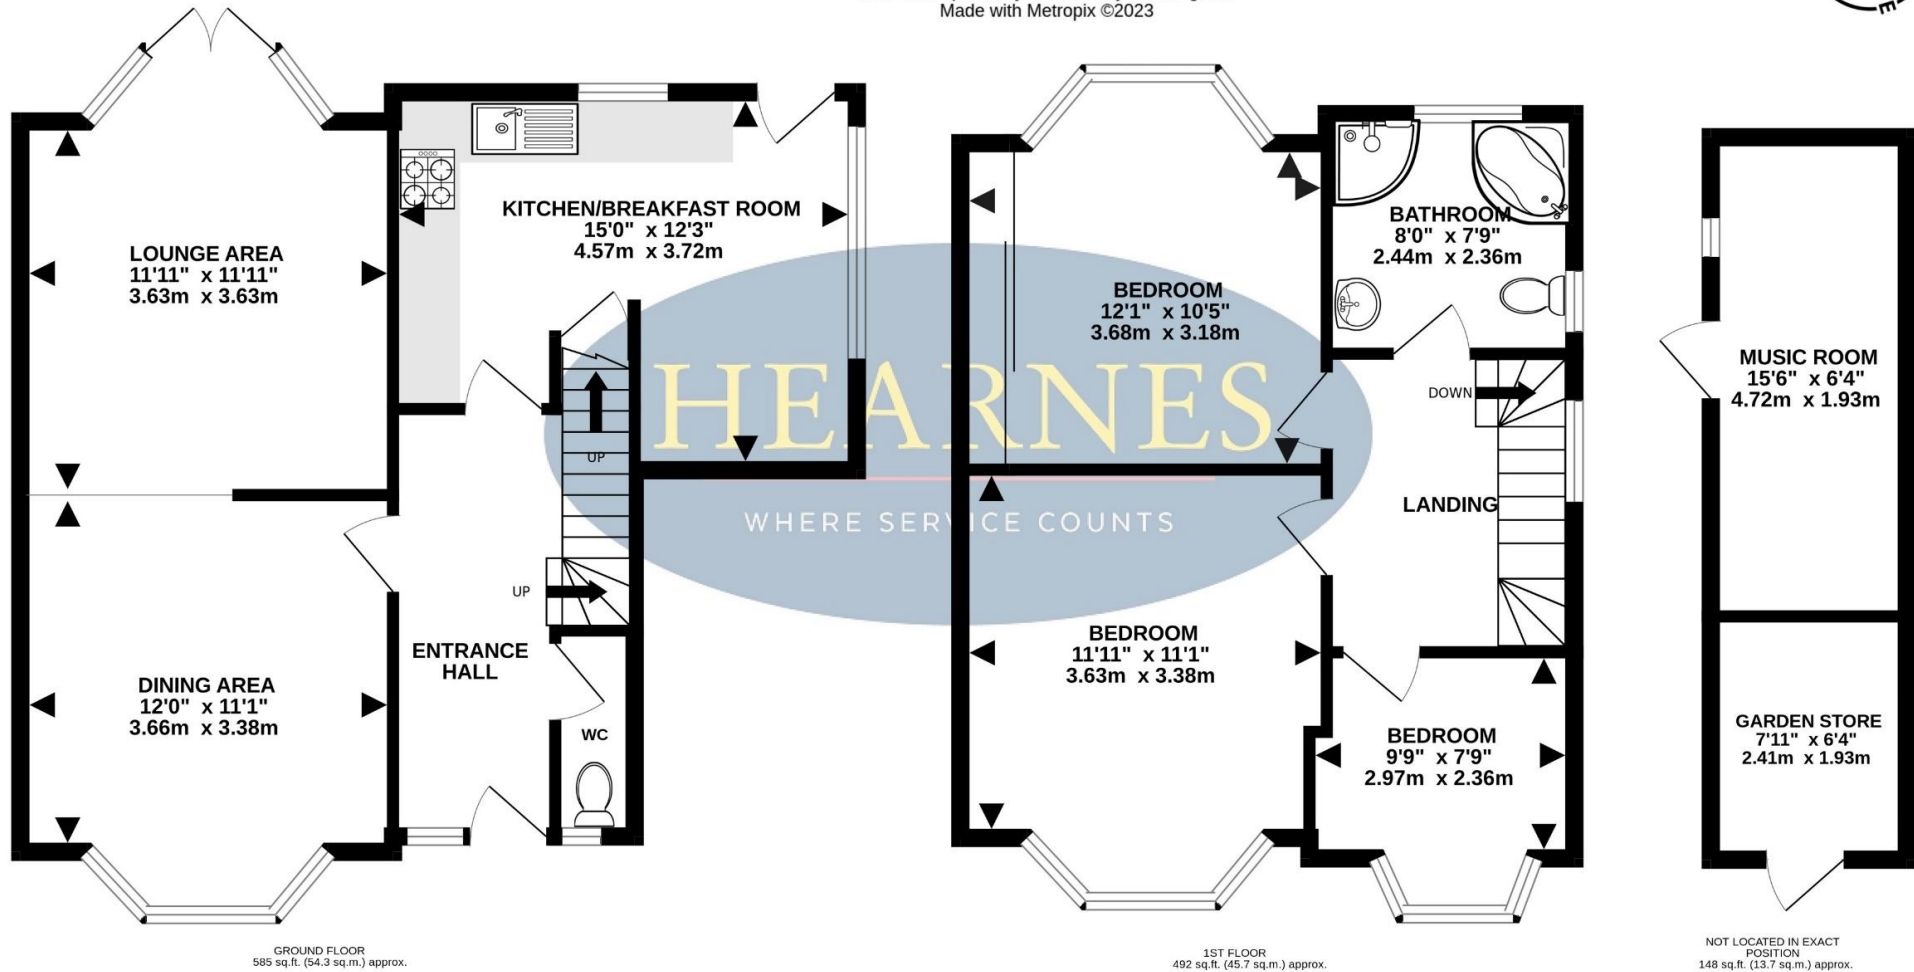 Made with Metropix ©2023
LOUNGE AREA
11'11" x 11'11"
3.63m x 3.63m
KITCHEN/BREAKFAST ROOM
15'0" x 12'3"
4.57m x 3.72m
UP
UP
ENTRANCE
HALL
DINING AREA
12'0" x 11'1"
3.66m x 3.38m
WC
GROUND FLOOR
585 sq.ft. (54.3 sq.m.) approx.
HEARNES
WHERE SERVICE COUNTS
BEDROOM
12'1" x 10'5"
3.68m x 3.18m
BATHROOM
8'0" x 7'9"
2.44m x 2.36m
DOWN
LANDING
BEDROOM
11'11" x 11'1"
3.63m x 3.38m
BEDROOM
9'9" x 7'9"
2.97m x 2.36m
1ST FLOOR
492 sq.ft. (45.7 sq.m.) approx.
MUSIC ROOM
15'6" x 6'4"
4.72m x 1.93m
GARDEN STORE
7'11" x 6'4"
2.41m x 1.93m
NOT LOCATED IN EXACT
POSITION
148 sq.ft. (13.7 sq.m.) approx.